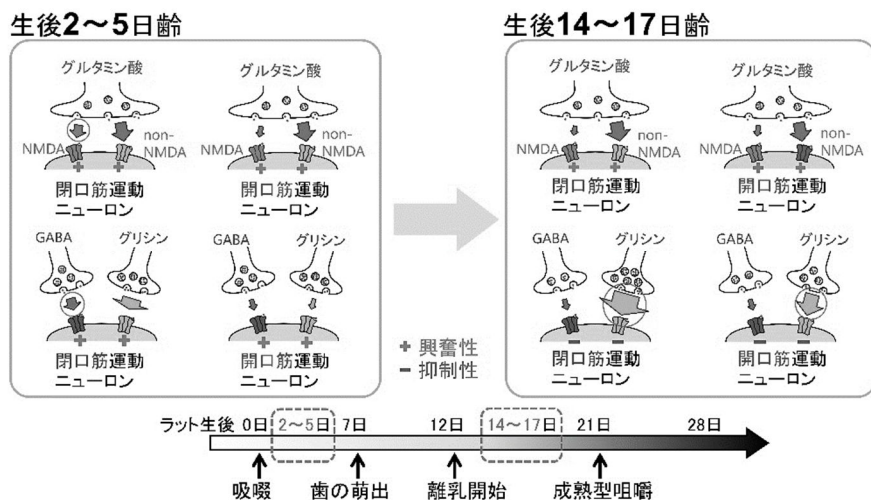 生後2～5日齢
グルタミン酸
グルタミン酸
NMDA
non-
NMDA
NMDA
non-
NMDA
＋ ＋
＋ ＋
閉口筋運動
ニューロン
開口筋運動
ニューロン
GABA
グリシン
GABA
グリシン
＋ ＋
＋ ＋
閉口筋運動
ニューロン
開口筋運動
ニューロン
生後14～17日齢
グルタミン酸
グルタミン酸
NMDA
non-
NMDA
NMDA
non-
NMDA
＋ ＋
＋ ＋
閉口筋運動
ニューロン
開口筋運動
ニューロン
GABA
グリシン
GABA
グリシン
－ －
－ －
閉口筋運動
ニューロン
開口筋運動
ニューロン
＋ 興奮性
－ 抑制性
ラット生後 0日 2～5日 7日 12日 14～17日 21日 28日
吸啜 歯の萌出 離乳開始 成熟型咀嚼